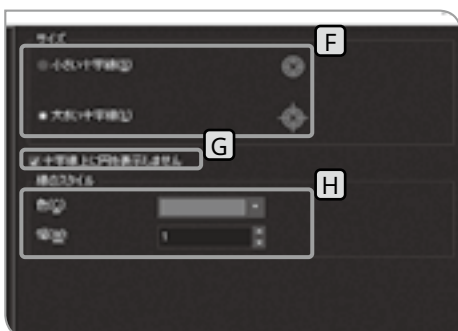 サイズ
F
小さい十字線(S)
大きい十字線(L)
G
十字線上に円を表示しません
線のスタイル
H
色(C)
幅(W)
1